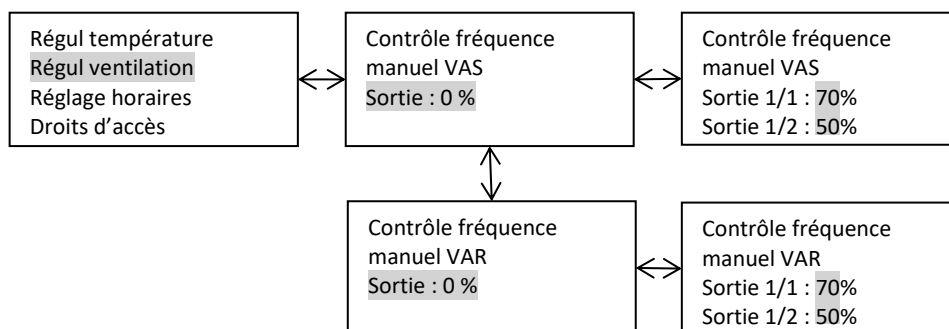 Régul température
Régul ventilation
Réglage horaires
Droits d’accès
Contrôle fréquence
manuel VAS
Sortie : 0 %
Contrôle fréquence
manuel VAS
Sortie 1/1 : 70%
Sortie 1/2 : 50%
Contrôle fréquence
manuel VAR
Sortie : 0 %
Contrôle fréquence
manuel VAR
Sortie 1/1 : 70%
Sortie 1/2 : 50%